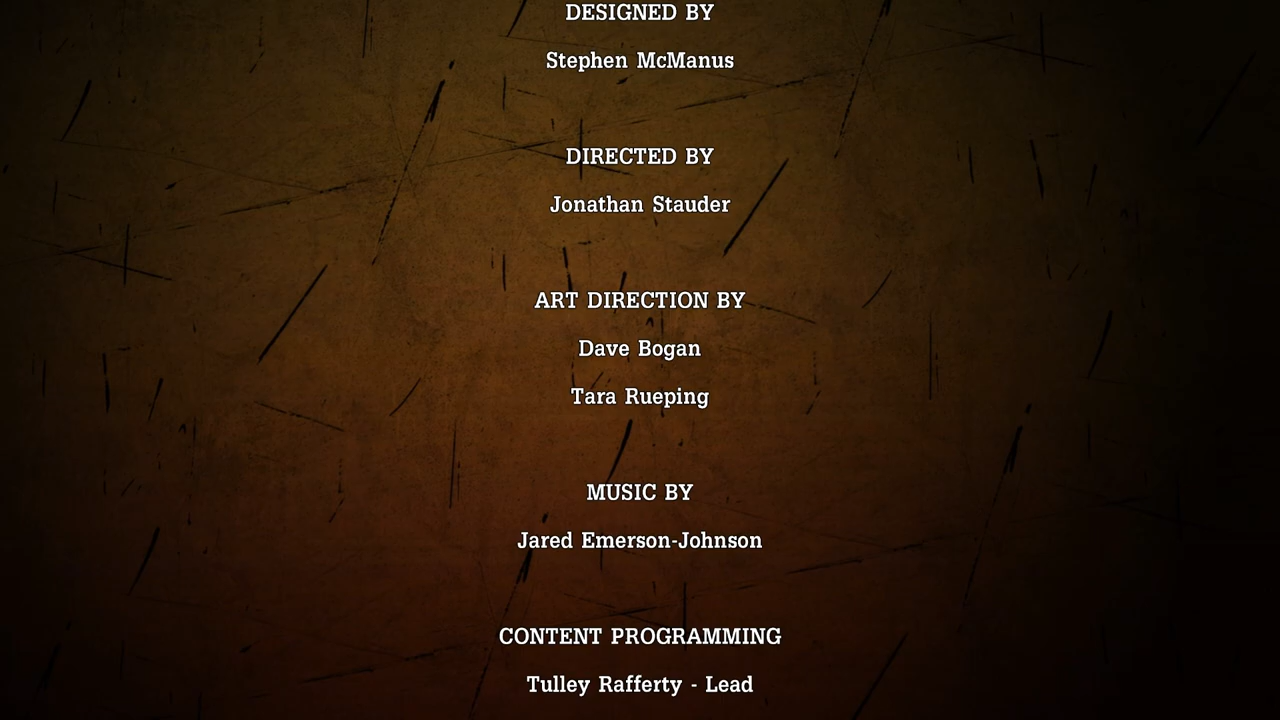 DESIGNED BY
Stephen McManus
DIRECTED BY
Jonathan Stauder
ART DIRECTION BY
Dave Bogan
Tara Rueping
MUSIC BY
Jared Emerson-Johnson
CONTENT PROGRAMMING
Tulley Rafferty - Lead